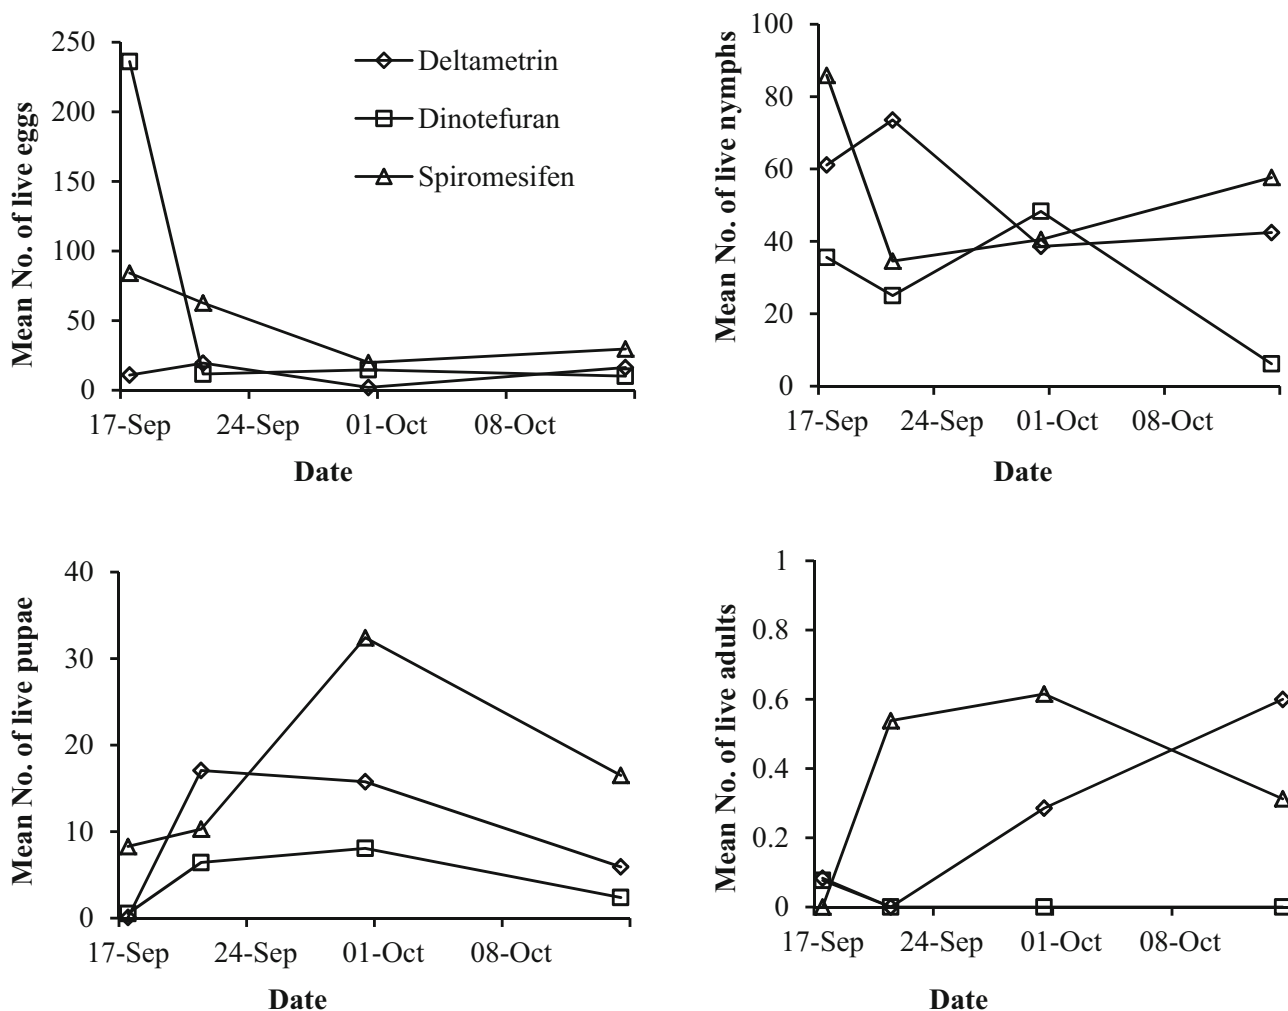 Mean No. of live eggs
250
200
150
100
50
0
17-Sep 24-Sep 01-Oct 08-Oct
Date
Deltametrin
Dinotefuran
Spiromesifen
Mean No. of live nymphs
100
80
60
40
20
0
17-Sep 24-Sep 01-Oct 08-Oct
Date
Mean No. of live pupae
40
30
20
10
0
17-Sep 24-Sep 01-Oct 08-Oct
Date
Mean No. of live adults
1
0.8
0.6
0.4
0.2
0
17-Sep 24-Sep 01-Oct 08-Oct
Date